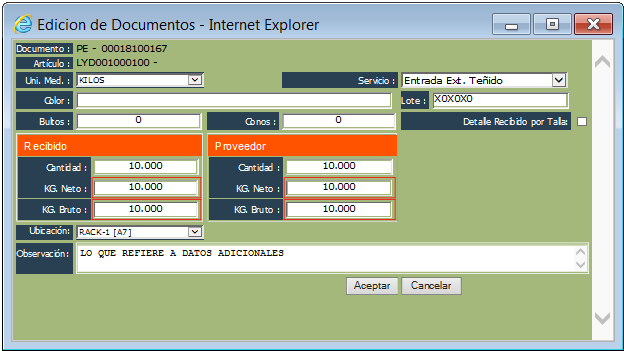 Edicion de Documentos - Internet Explorer
Documento : PE - 00018100167
Artículo : LYD001000100 -
Uni. Med. : KILOS Servicio : Entrada Ext. Teñido
Color : Lote : X0X0X0
Bultos : 0 Conos : 0 Detalle Recibido por Talla:
Recibido Proveedor
Cantidad : 10.000 Cantidad : 10.000
KG. Neto : 10.000 KG. Neto : 10.000
KG. Bruto : 10.000 KG. Bruto : 10.000
Ubicación: RACK-1 [A7]
Observación: LO QUE REFIERE A DATOS ADICIONALES
Aceptar Cancelar